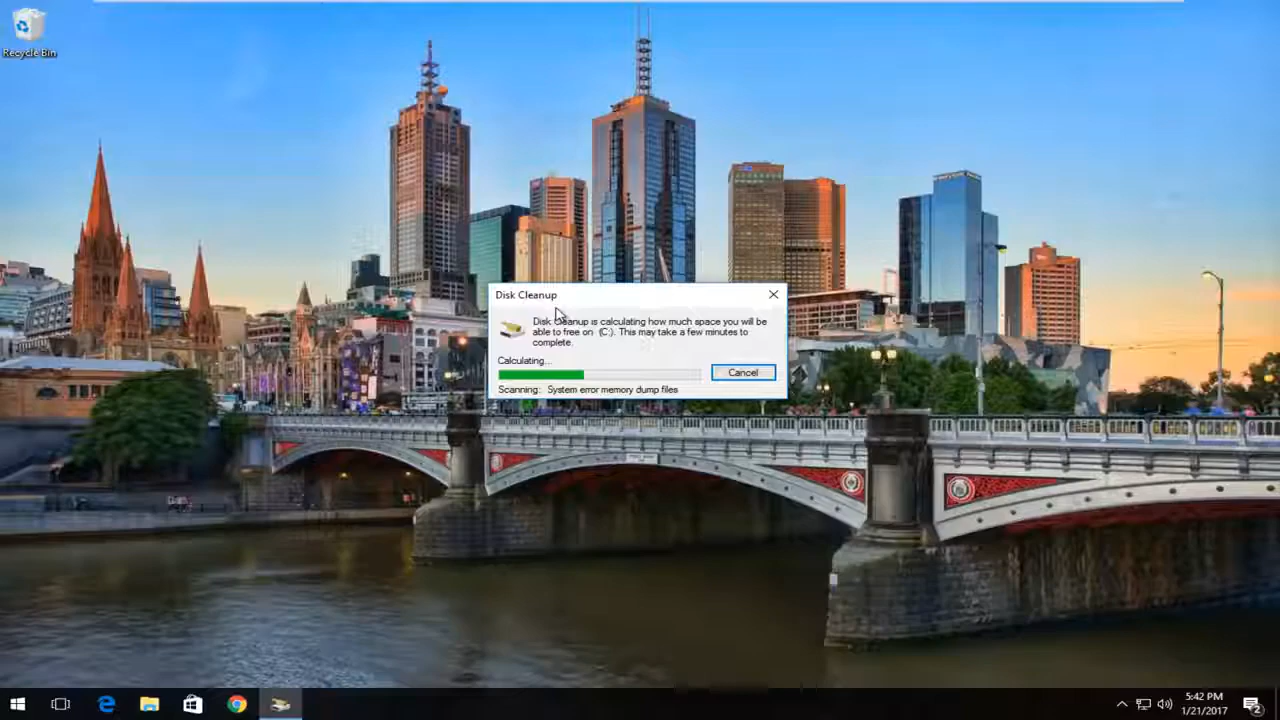 Recycle Bin
Disk Cleanup
Disk Cleanup is calculating how much space you will be
able to free on (C:). This may take a few minutes to
complete.
Calculating...
Cancel
Scanning: System error memory dump files
5:42 PM
1/21/2017
2